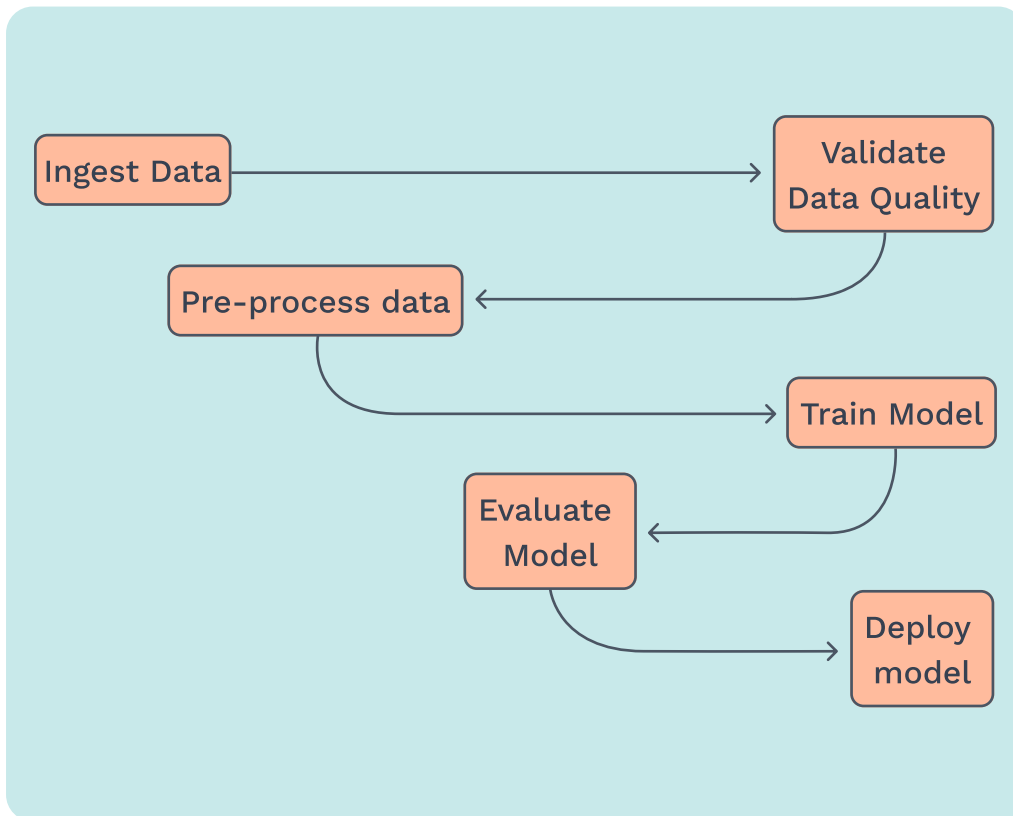 Ingest Data
Validate
Data Quality
Pre-process data
Train Model
Evaluate
Model
Deploy
model